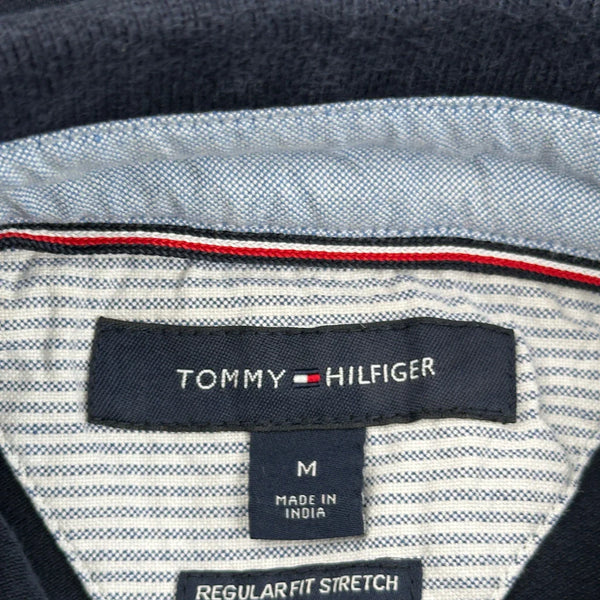 TOMMY HILFIGER
M
MADE IN
INDIA
REGULAR FIT STRETCH